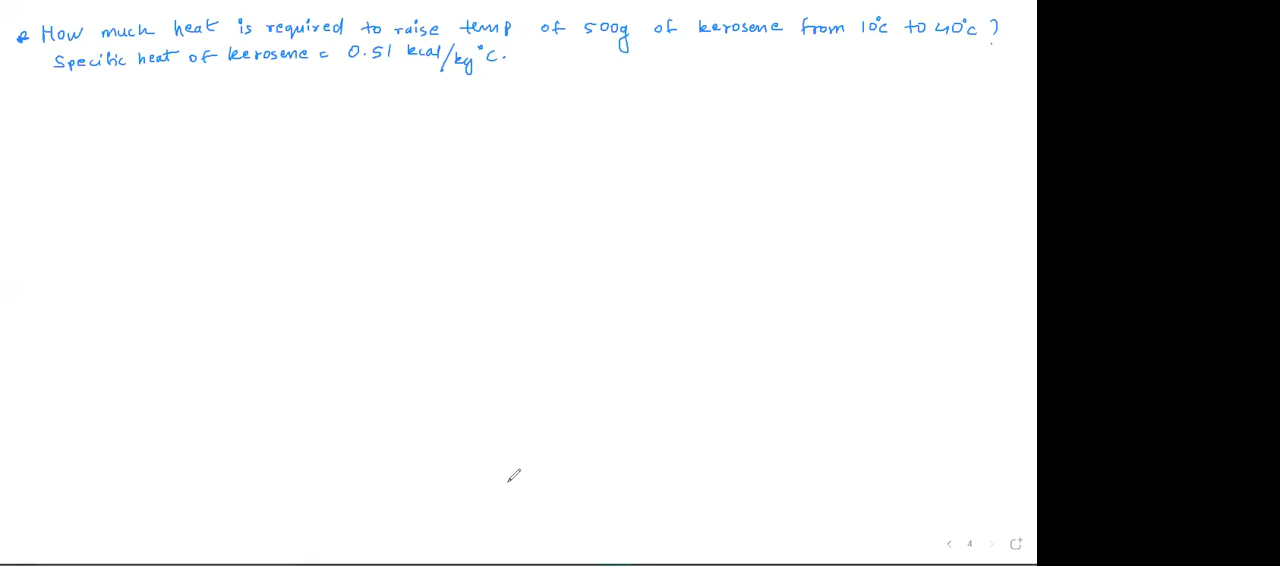 * How much heat is required to raise temp of 500g of kerosene from 10°c to 40°c ?
Specific heat of kerosene = 0.51 kcal/kg°C.
4